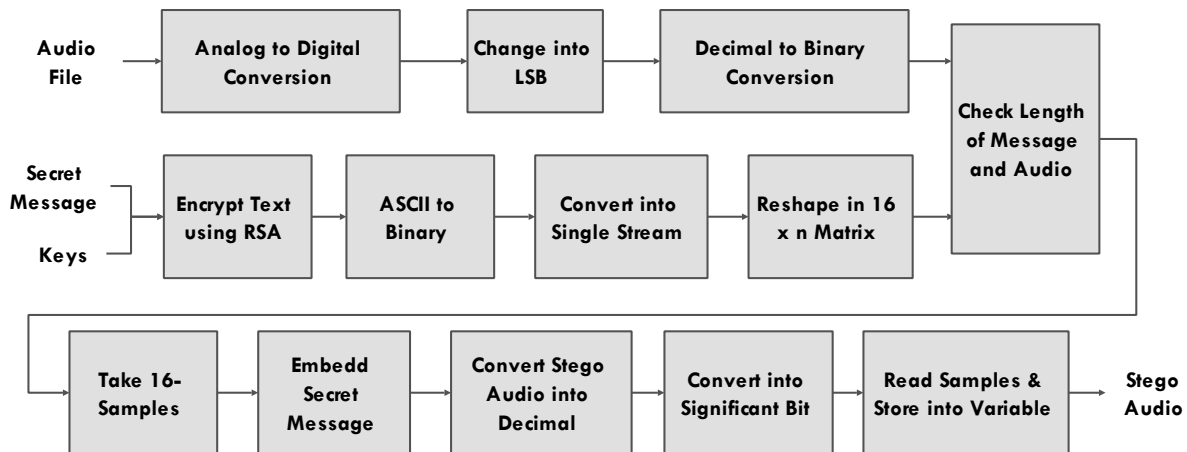 Audio
File
Analog to Digital
Conversion
Change into
LSB
Decimal to Binary
Conversion
Check Length
of Message
and Audio
Secret
Message
Keys
Encrypt Text
using RSA
ASCII to
Binary
Convert into
Single Stream
Reshape in 16
x n Matrix
Take 16-
Samples
Embedd
Secret
Message
Convert Stego
Audio into
Decimal
Convert into
Significant Bit
Read Samples &
Store into Variable
Stego
Audio